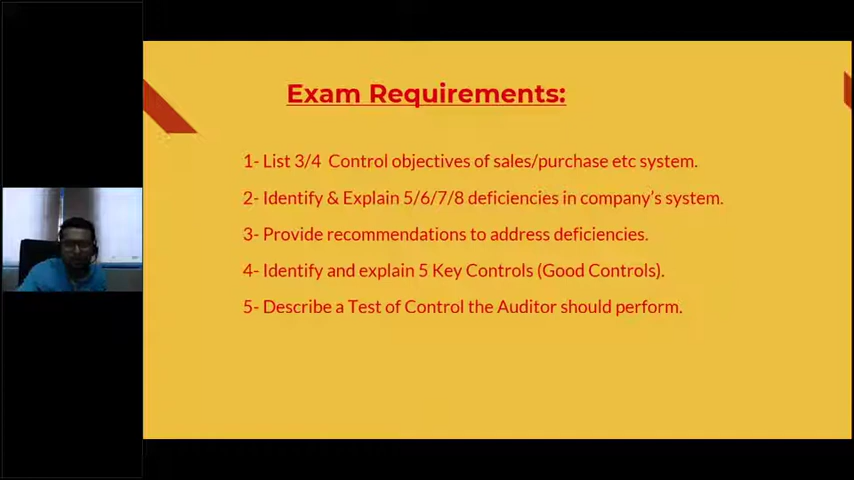 Exam Requirements:
1- List 3/4 Control objectives of sales/purchase etc system.
2- Identify & Explain 5/6/7/8 deficiencies in company's system.
3- Provide recommendations to address deficiencies.
4- Identify and explain 5 Key Controls (Good Controls).
5- Describe a Test of Control the Auditor should perform.